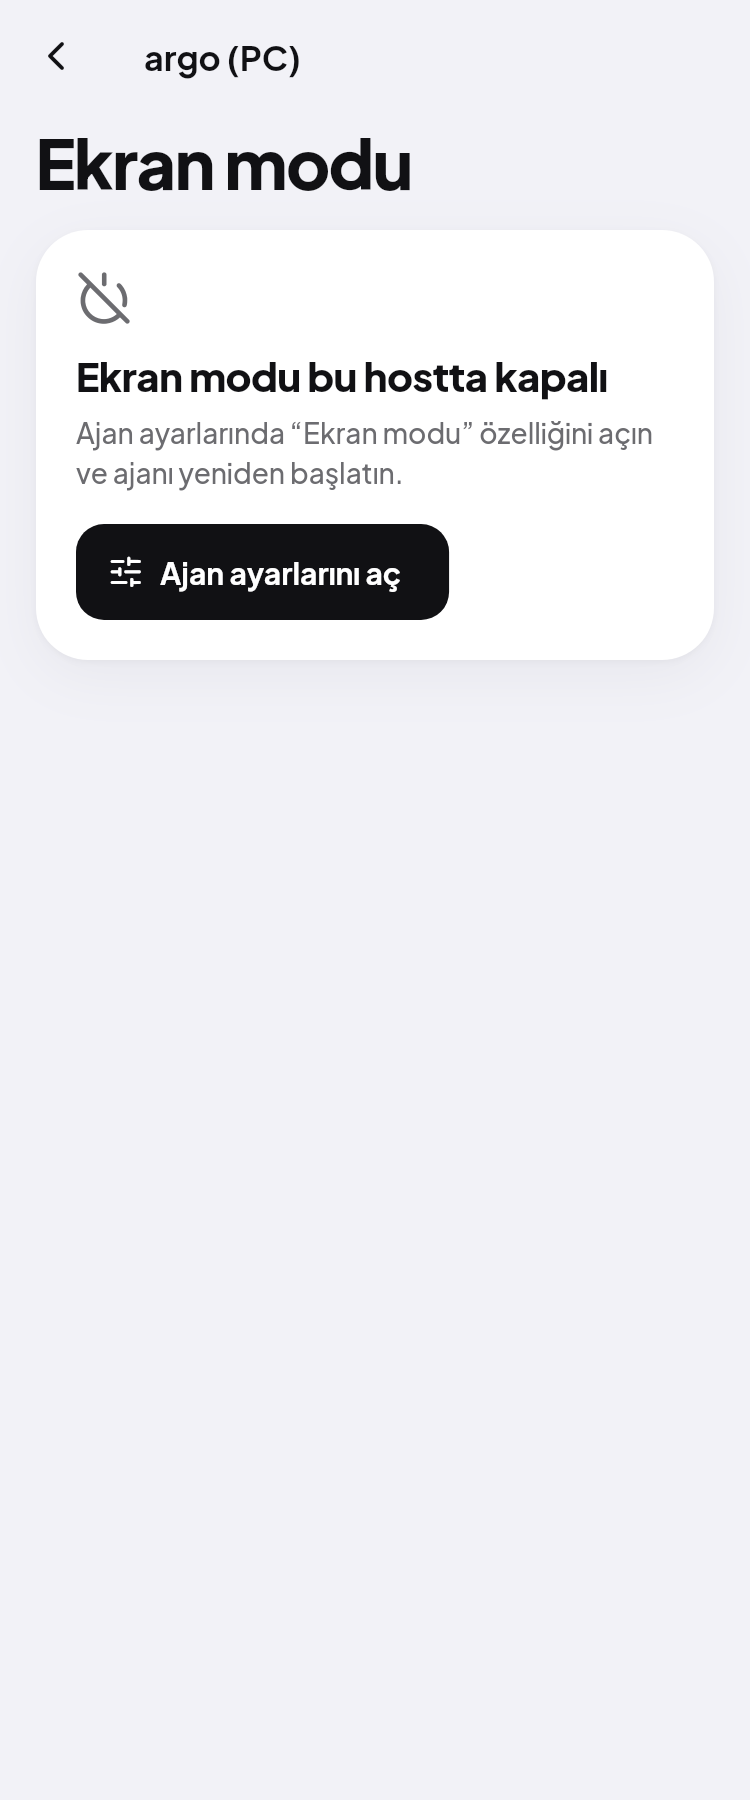 argo (PC)
Ekran modu
Ekran modu bu hostta kapalı
Ajan ayarlarında “Ekran modu” özelliğini açın
ve ajanı yeniden başlatın.
Ajan ayarlarını aç